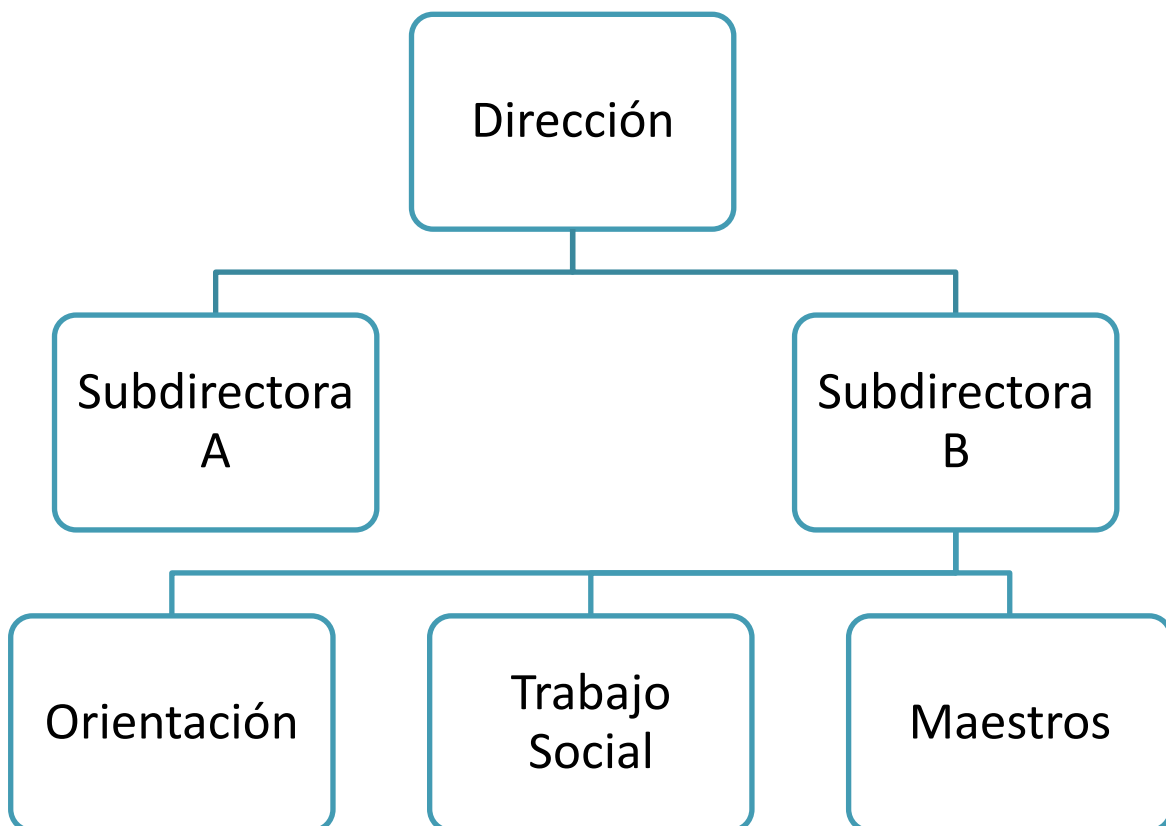 Dirección
Subdirectora
A
Subdirectora
B
Orientación
Trabajo
Social
Maestros